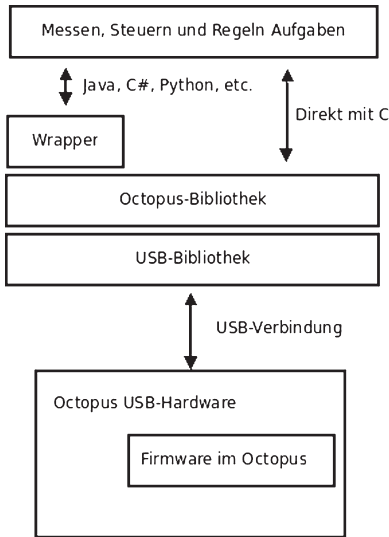 Messen, Steuern und Regeln Aufgaben
Java, C#, Python, etc.
Direkt mit C
Wrapper
Octopus-Bibliothek
USB-Bibliothek
USB-Verbindung
Octopus USB-Hardware
Firmware im Octopus